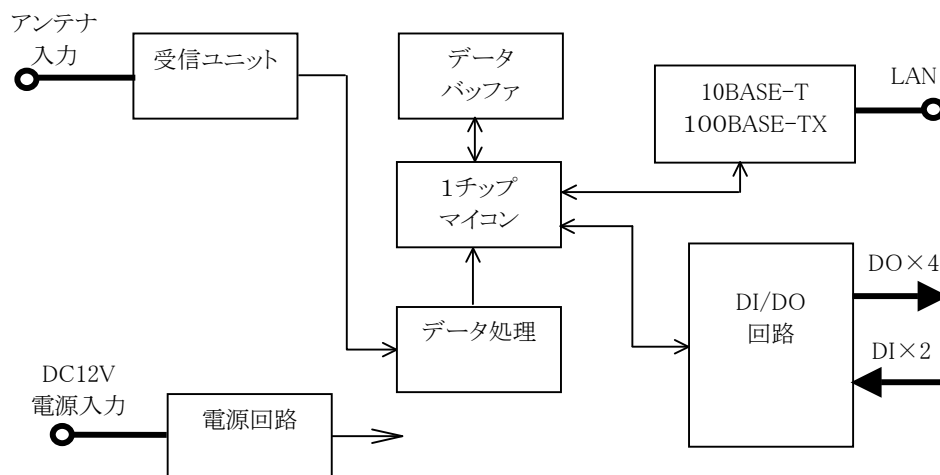 アンテナ
入力
受信ユニット
データ
バッファ
10BASE-T
100BASE-TX
LAN
1チップ
マイコン
データ処理
DI/DO
回路
DO×4
DI×2
DC12V
電源入力
電源回路